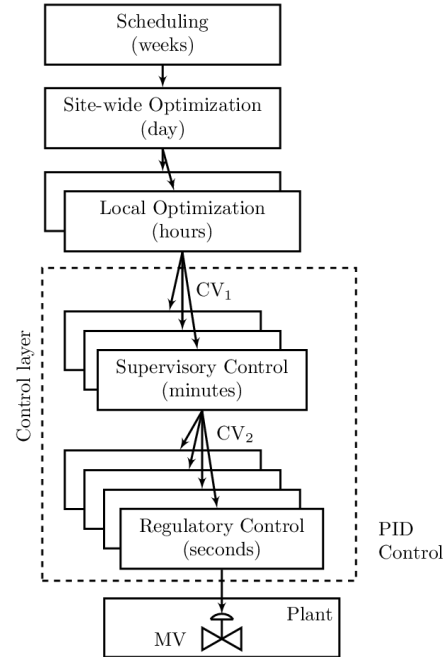 Scheduling
(weeks)
Site-wide Optimization
(day)
Local Optimization
(hours)
CV₁
Control layer
Supervisory Control
(minutes)
CV₂
Regulatory Control
(seconds)
PID
Control
Plant
MV